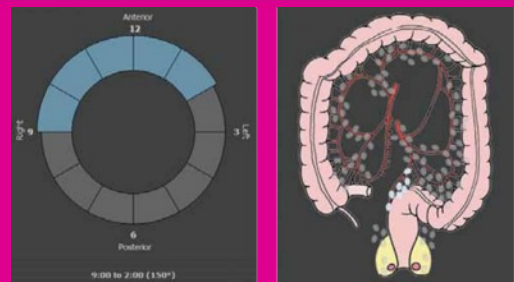 Anterior
12
Right
9
3
Left
6
Posterior
9:00 to 2:00 (150°)